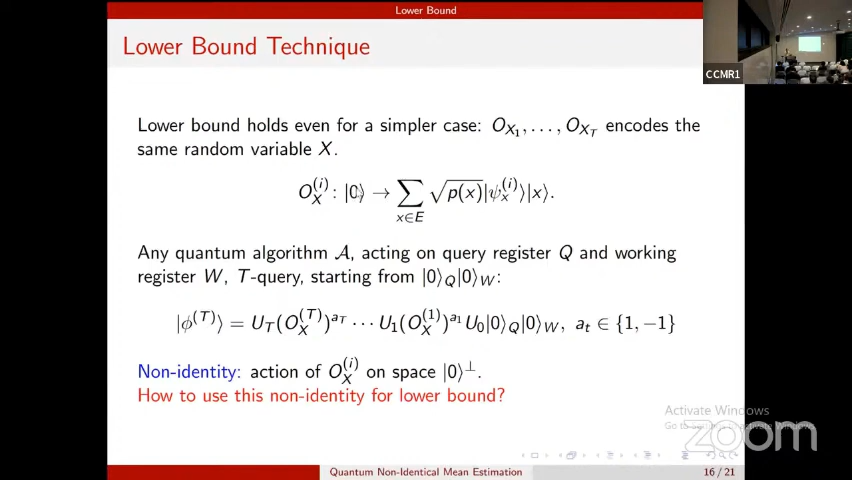 Lower Bound
Lower Bound Technique
CCMR1
Lower bound holds even for a simpler case: O_{X_1}, …, O_{X_T} encodes the
same random variable X.
O_X^{(i)}: |0⟩ → ∑_{x∈E} √p(x)|ψ_x^{(i)}⟩|x⟩.
Any quantum algorithm 𝒜, acting on query register Q and working
register W, T-query, starting from |0⟩_Q|0⟩_W:
|ϕ^{(T)}⟩ = U_T(O_X^{(T)})^{a_T} ⋯ U_1(O_X^{(1)})^{a_1} U_0|0⟩_Q|0⟩_W, a_t ∈ {1, −1}
Non-identity: action of O_X^{(i)} on space |0⟩^⊥.
How to use this non-identity for lower bound?
Activate Windows
Go to settings to activate Windows.
zoom
Quantum Non-Identical Mean Estimation
16 / 21